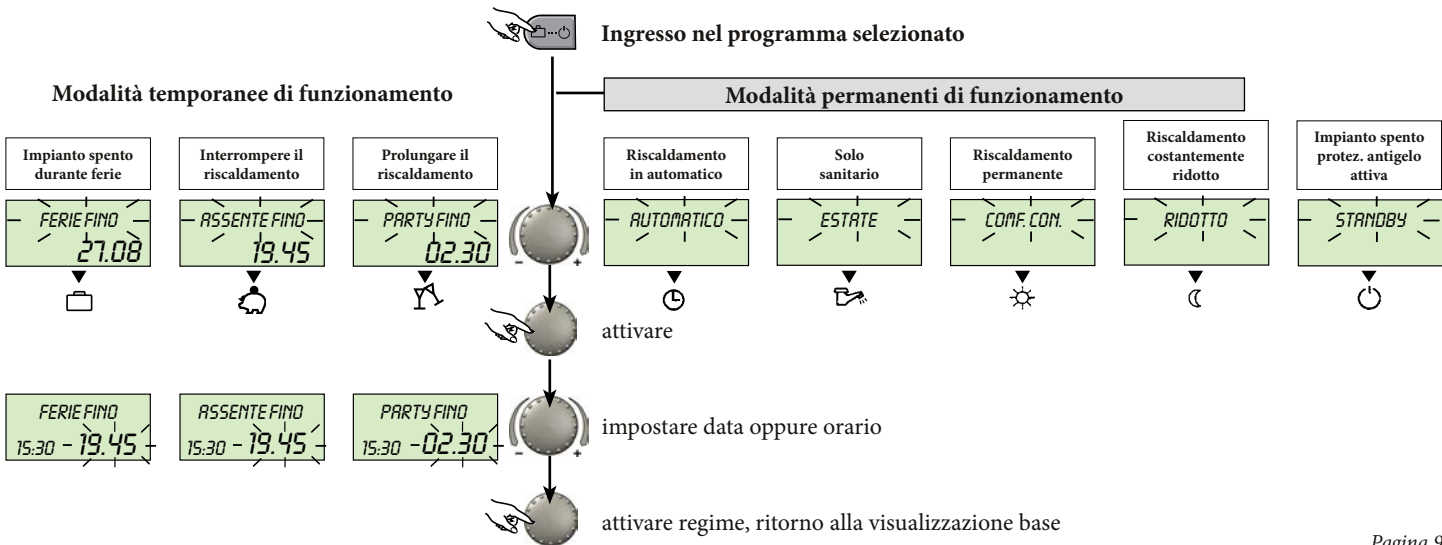 Ingresso nel programma selezionato
Modalità temporanee di funzionamento
Modalità permanenti di funzionamento
Impianto spento
durante ferie
Interrompere il
riscaldamento
Prolungare il
riscaldamento
Riscaldamento
in automatico
Solo
sanitario
Riscaldamento
permanente
Riscaldamento
costantemente
ridotto
Impianto spento
protez. antigelo
attiva
FERIE FINO
27.08
ASSENTE FINO
19.45
PARTY FINO
02.30
- +
AUTOMATICO
ESTATE
COMF. CON.
RIDOTTO
STANDBY
attivare
FERIE FINO
15:30 - 19.45
ASSENTE FINO
15:30 - 19.45
PARTY FINO
15:30 - 02.30
- +
impostare data oppure orario
attivare regime, ritorno alla visualizzazione base
Pagina 9